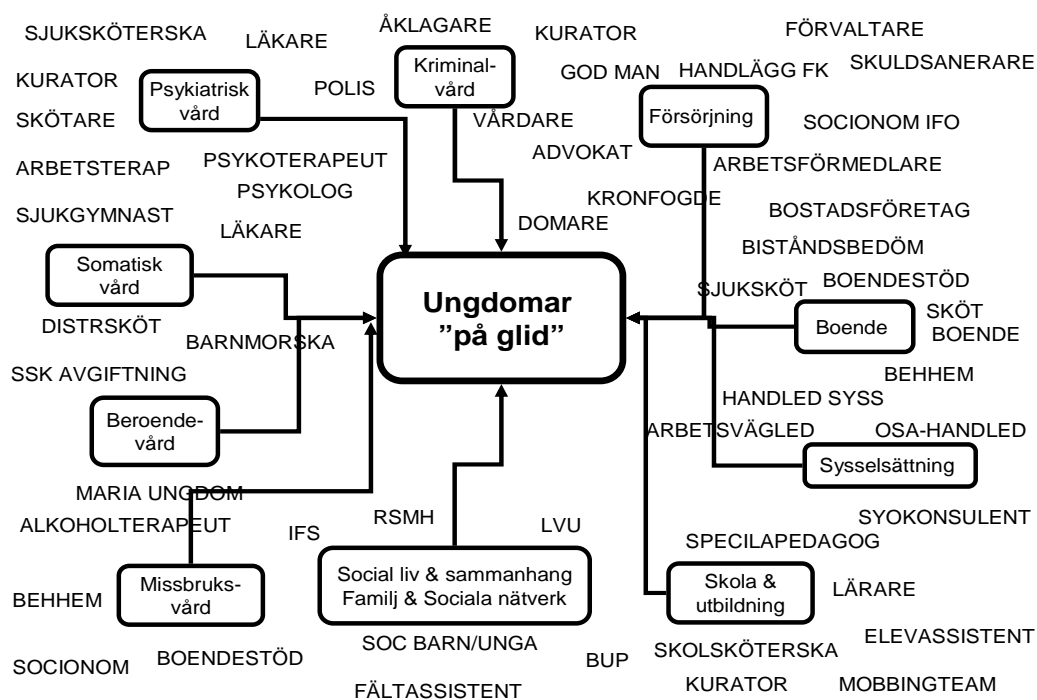 SJUKSKÖTERSKA
LÄKARE
ÅKLAGARE
KURATOR
FÖRVALTARE
KURATOR
Psykiatrisk
vård
POLIS
Kriminal-
vård
GOD MAN
HANDLÄGG FK
SKULDSANERARE
SKÖTARE
VÅRDARE
Försörjning
SOCIONOM IFO
ARBETSTERAP
PSYKOTERAPEUT
ADVOKAT
ARBETSFÖRMEDLARE
PSYKOLOG
KRONFOGDE
SJUKGYMNAST
LÄKARE
DOMARE
BOSTADSFÖRETAG
BISTÅNDSBEDÖM
Somatisk
vård
Ungdomar
”på glid”
SJUKSKÖT
BOENDESTÖD
DISTRSKÖT
BARNMORSKA
Boende
SKÖT
BOENDE
SSK AVGIFTNING
BEHHEM
Beroende-
vård
HANDLED SYSS
ARBETSVÄGLED
OSA-HANDLED
Sysselsättning
MARIA UNGDOM
ALKOHOLTERAPEUT
IFS
RSMH
LVU
SYOKONSULENT
SPECILAPEDAGOG
Missbruks-
vård
Social liv & sammanhang
Familj & Sociala nätverk
Skola &
utbildning
LÄRARE
BEHHEM
SOCIONOM
BOENDESTÖD
SOC BARN/UNGA
BUP
SKOLSKÖTERSKA
ELEVASSISTENT
FÄLTASSISTENT
KURATOR
MOBBINGTEAM